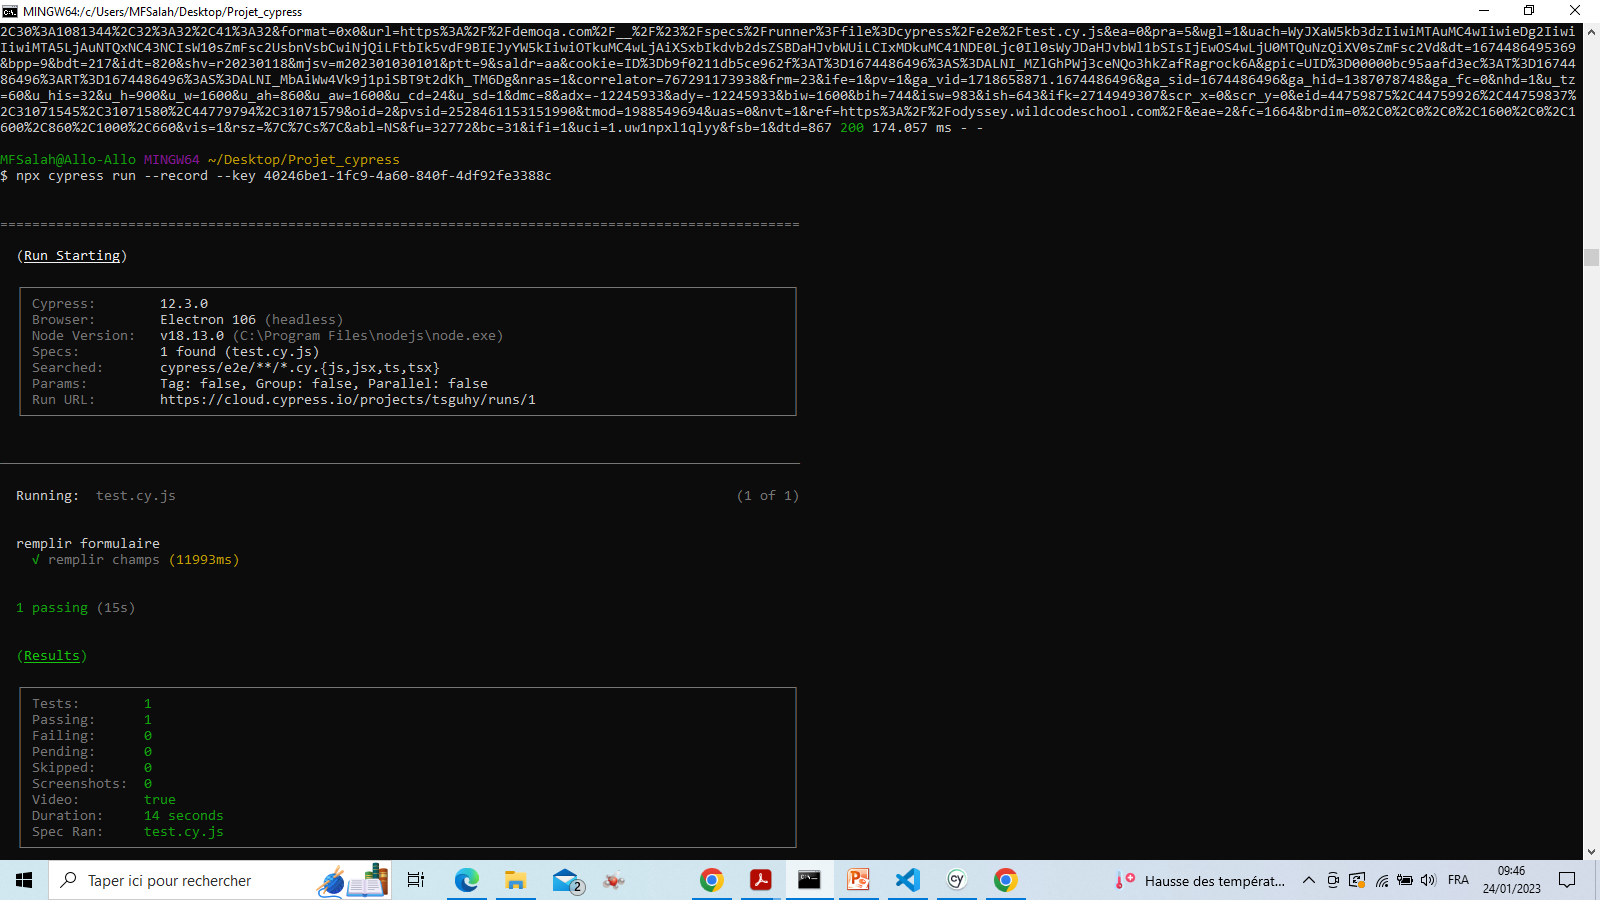 MINGW64:/c/Users/MFSalah/Desktop/Projet_cypress
2C30%3A1081344%2C32%3A32%2C41%3A32&format=0x0&url=https%3A%2F%2Fdemoqa.com%2F__%2F%23%2Fspecs%2Frunner%3Ffile%3Dcypress%2Fe2e%2Ftest.cy.js&ea=0&pra=5&wgl=1&uach=WyJXaW5kb3dzIiwiMTAuMC4wIiwieDg2Iiwi
IiwiMTA5LjAuNTQxNC43NCIsW10sZmFsc2UsbnVsbCwiNjQiLFtbIk5vdF9BIEJyYW5kIiwiOTkuMC4wLjAiXSxbIkdvb2dsZSBDaHJvbWUiLCIxMDkuMC41NDE0Ljc0Il0sWyJDaHJvbWl1bSIsIjEwOS4wLjU0MTQuNzQiXV0sZmFsc2Vd&dt=1674486495369
&bpp=9&bdt=217&idt=820&shv=r20230118&mjsv=m202301030101&ptt=9&saldr=aa&cookie=ID%3Db9f0211db5ce962f%3AT%3D1674486496%3AS%3DALNI_MZlGhPWj3ceNQo3hkZafRagrock6A&gpic=UID%3D00000bc95aafd3ec%3AT%3D16744
86496%3ART%3D1674486496%3AS%3DALNI_MbAiWw4Vk9j1piSBT9t2dKh_TM6Dg&nras=1&correlator=767291173938&frm=23&ife=1&pv=1&ga_vid=1718658871.1674486496&ga_sid=1674486496&ga_hid=1387078748&ga_fc=0&nhd=1&u_tz
=60&u_his=32&u_h=900&u_w=1600&u_ah=860&u_aw=1600&u_cd=24&u_sd=1&dmc=8&adx=-12245933&ady=-12245933&biw=1600&bih=744&isw=983&ish=643&ifk=2714949307&scr_x=0&scr_y=0&eid=44759875%2C44759926%2C44759837%
2C31071545%2C31071580%2C44779794%2C31071579&oid=2&pvsid=2528461153151990&tmod=1988549694&uas=0&nvt=1&ref=https%3A%2F%2Fodyssey.wildcodeschool.com%2F&eae=2&fc=1664&brdim=0%2C0%2C0%2C0%2C1600%2C0%2C1
600%2C860%2C1000%2C660&vis=1&rsz=%7C%7Cs%7C&abl=NS&fu=32772&bc=31&ifi=1&uci=1.uw1npxl1qlyy&fsb=1&dtd=867 200 174.057 ms - -
MFSalah@Allo-Allo MINGW64 ~/Desktop/Projet_cypress
$ npx cypress run --record --key 40246be1-1fc9-4a60-840f-4df92fe3388c
====================================================================================================
(Run Starting)
Cypress: 12.3.0
Browser: Electron 106 (headless)
Node Version: v18.13.0 (C:\Program Files\nodejs\node.exe)
Specs: 1 found (test.cy.js)
Searched: cypress/e2e/**/*.cy.{js,jsx,ts,tsx}
Params: Tag: false, Group: false, Parallel: false
Run URL: https://cloud.cypress.io/projects/tsguhy/runs/1
Running: test.cy.js (1 of 1)
remplir formulaire
√ remplir champs (11993ms)
1 passing (15s)
(Results)
Tests: 1
Passing: 1
Failing: 0
Pending: 0
Skipped: 0
Screenshots: 0
Video: true
Duration: 14 seconds
Spec Ran: test.cy.js
Taper ici pour rechercher
2
cy
Hausse des températ...
FRA
09:46
24/01/2023